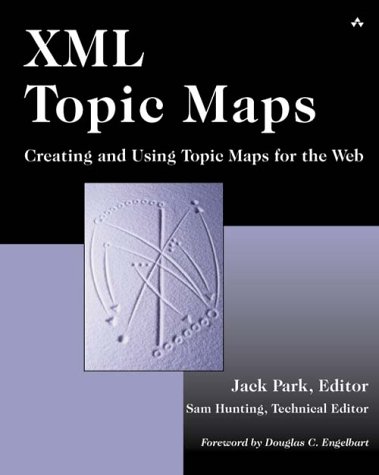 XML
Topic Maps
Creating and Using Topic Maps for the Web
Jack Park, Editor
Sam Hunting, Technical Editor
Foreword by Douglas C. Engelbart